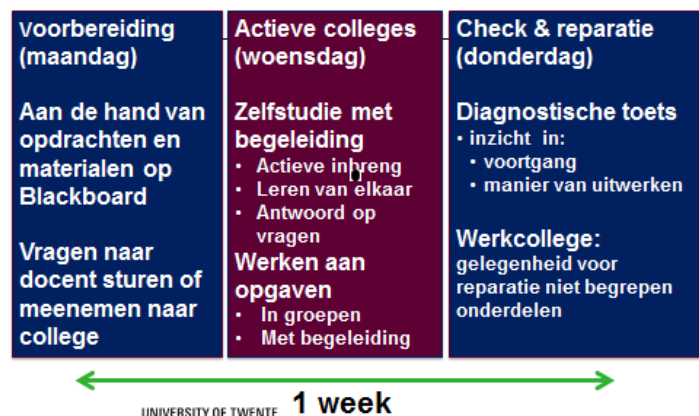 Voorbereiding
(maandag)
Aan de hand van
opdrachten en
materialen op
Blackboard
Vragen naar
docent sturen of
meenemen naar
college
Actieve colleges
(woensdag)
Zelfstudie met
begeleiding
• Actieve inbreng
• Leren van elkaar
• Antwoord op
vragen
Werken aan
opgaven
• In groepen
• Met begeleiding
Check & reparatie
(donderdag)
Diagnostische toets
• inzicht in:
• voortgang
• manier van uitwerken
Werkcollege:
gelegenheid voor
reparatie niet begrepen
onderdelen
1 week
UNIVERSITY OF TWENTE